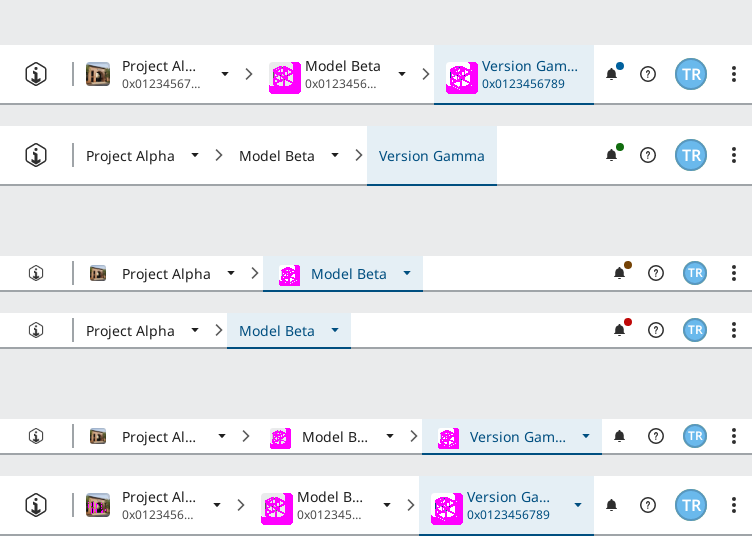 Project Al... Model Beta Version Gam... TR
0x01234567... 0x0123456... 0x0123456789
Project Alpha Model Beta Version Gamma TR
Project Alpha Model Beta TR
Project Alpha Model Beta TR
Project Al... Model B... Version Gam... TR
Project Al... Model B... Version Ga... TR
0x0123456... 0x012345... 0x0123456789